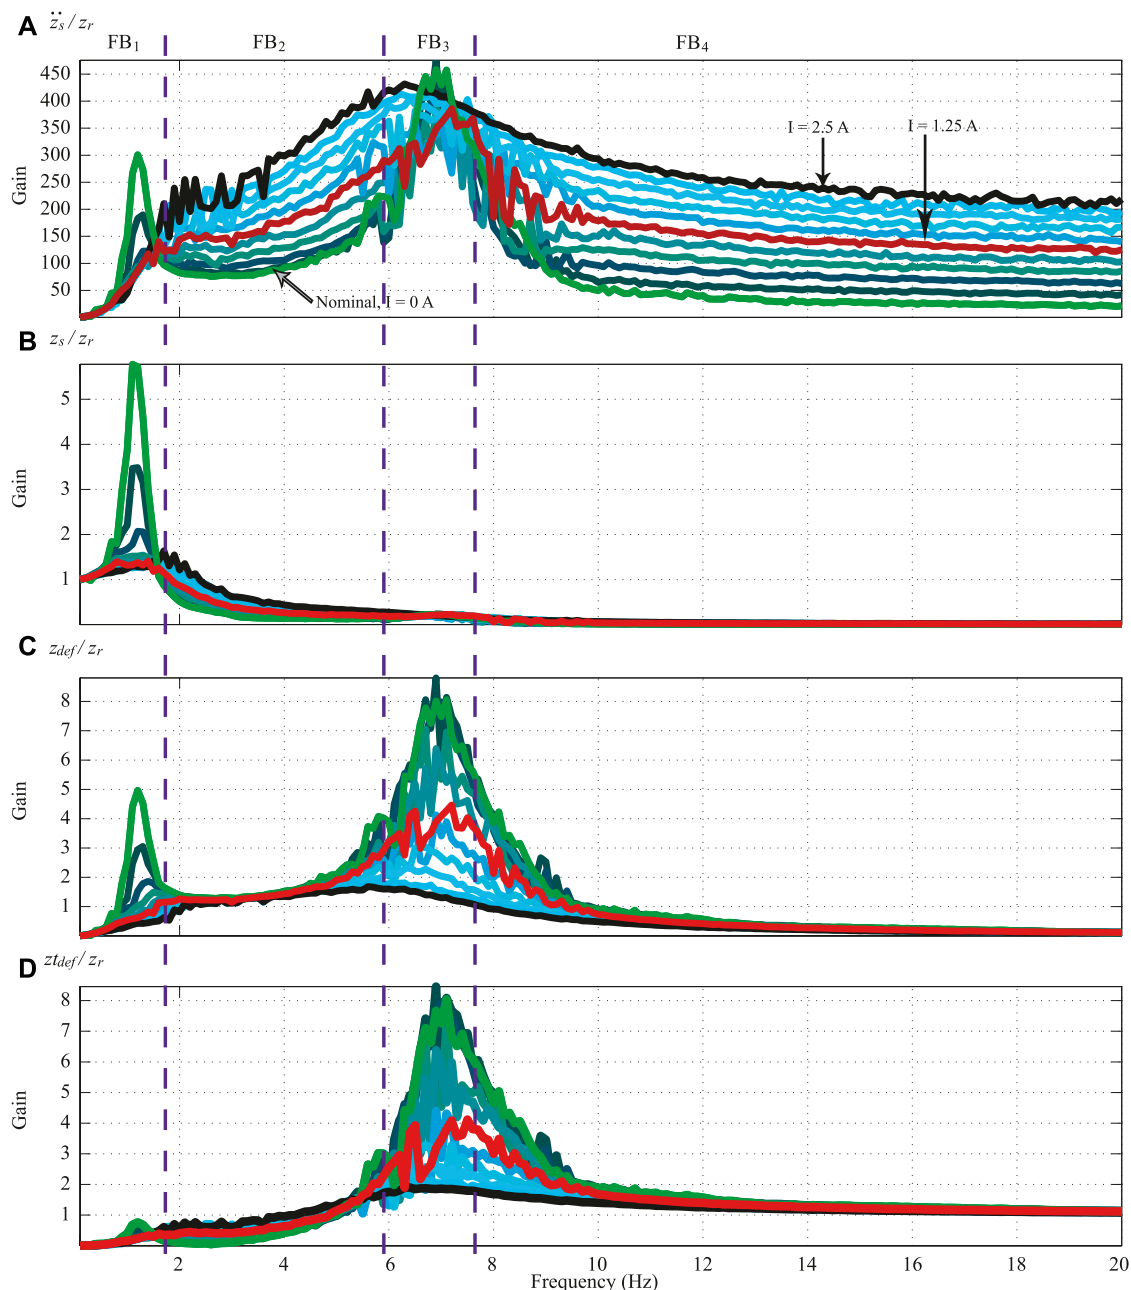 A z̈ₛ/zᵣ
FB₁ FB₂ FB₃ FB₄
450
400
350
300
250
200
150
100
50
Gain
I = 2.5 A
I = 1.25 A
Nominal, I = 0 A
B zₛ/zᵣ
5
4
3
2
1
Gain
C z_def/zᵣ
8
7
6
5
4
3
2
1
Gain
D zt_def/zᵣ
8
7
6
5
4
3
2
1
Gain
2 4 6 8 10 12 14 16 18 20
Frequency (Hz)